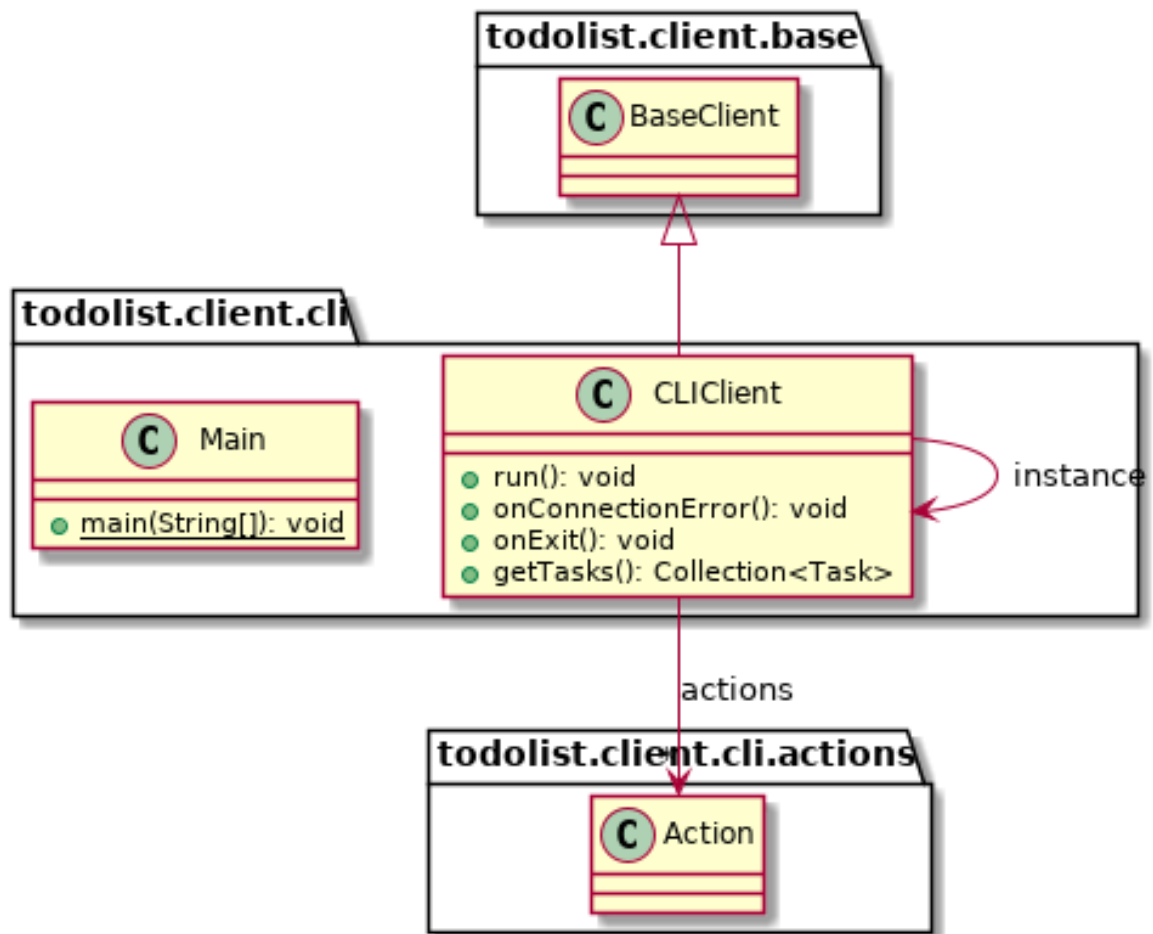 todolist.client.base
C BaseClient
todolist.client.cli
C Main
main(String[]): void
C CLIClient
run(): void
onConnectionError(): void
onExit(): void
getTasks(): Collection<Task>
instance
actions
todolist.client.cli.actions
C Action